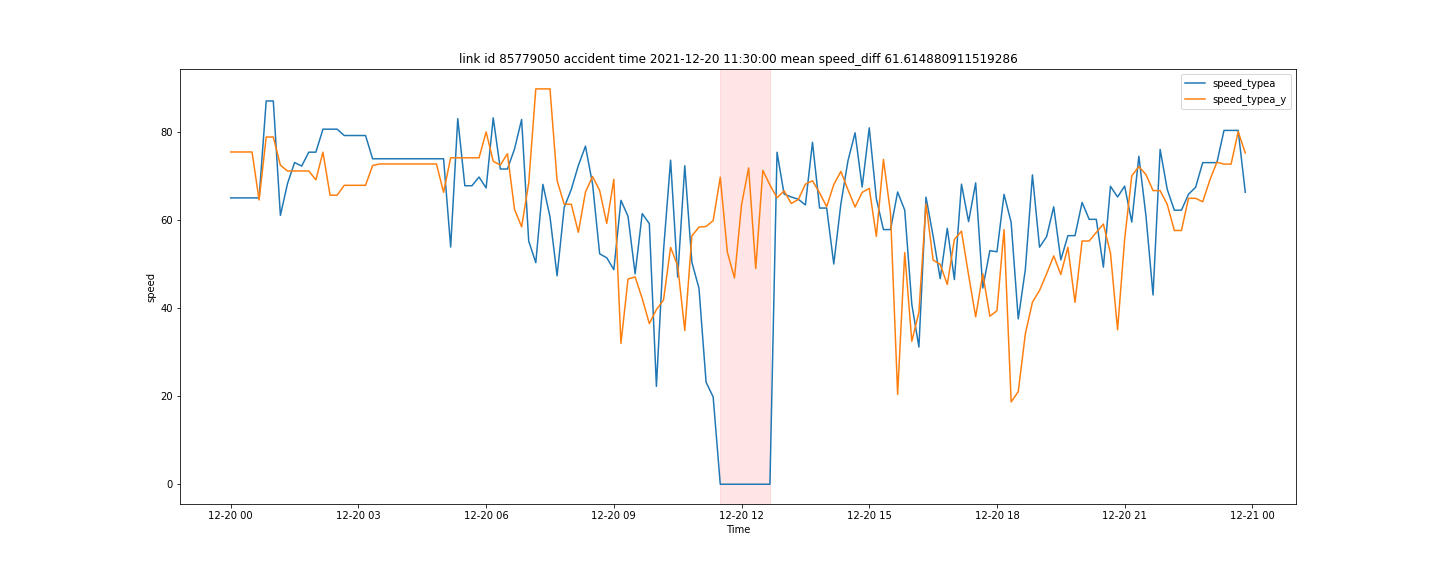 link id 85779050 accident time 2021-12-20 11:30:00 mean speed_diff 61.614880911519286
speed_typea
speed_typea_y
80
60
40
20
0
speed
12-20 00 12-20 03 12-20 06 12-20 09 12-20 12 12-20 15 12-20 18 12-20 21 12-21 00
Time